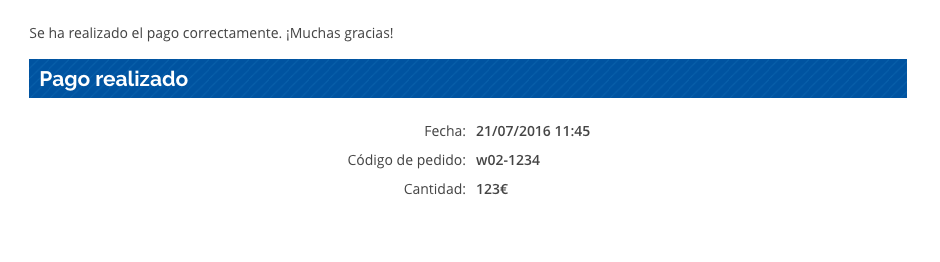 Se ha realizado el pago correctamente. ¡Muchas gracias!
Pago realizado
Fecha: 21/07/2016 11:45
Código de pedido: w02-1234
Cantidad: 123€